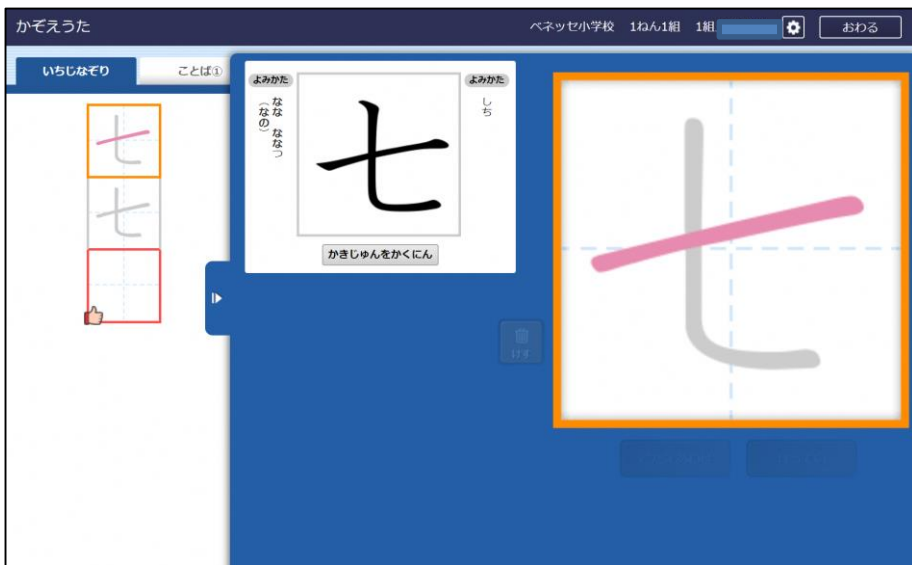 かぞえうた
ベネッセ小学校 1ねん1組 1組
おわる
いちじなぞり
ことば①
よみかた
しち
よみかた
なな ななつ
(なの)
七
かきじゅんをかくにん
けす